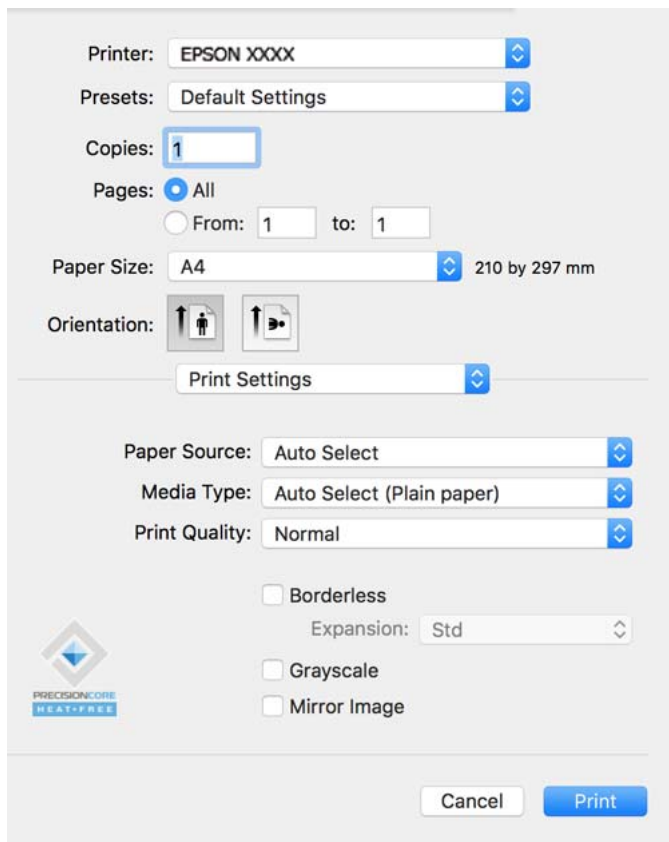 Printer: EPSON XXXX
Presets: Default Settings
Copies: 1
Pages: All
From: 1 to: 1
Paper Size: A4 210 by 297 mm
Orientation:
Print Settings
Paper Source: Auto Select
Media Type: Auto Select (Plain paper)
Print Quality: Normal
Borderless
Expansion: Std
Grayscale
Mirror Image
PRECISIONCORE
HEAT-FREE
Cancel Print